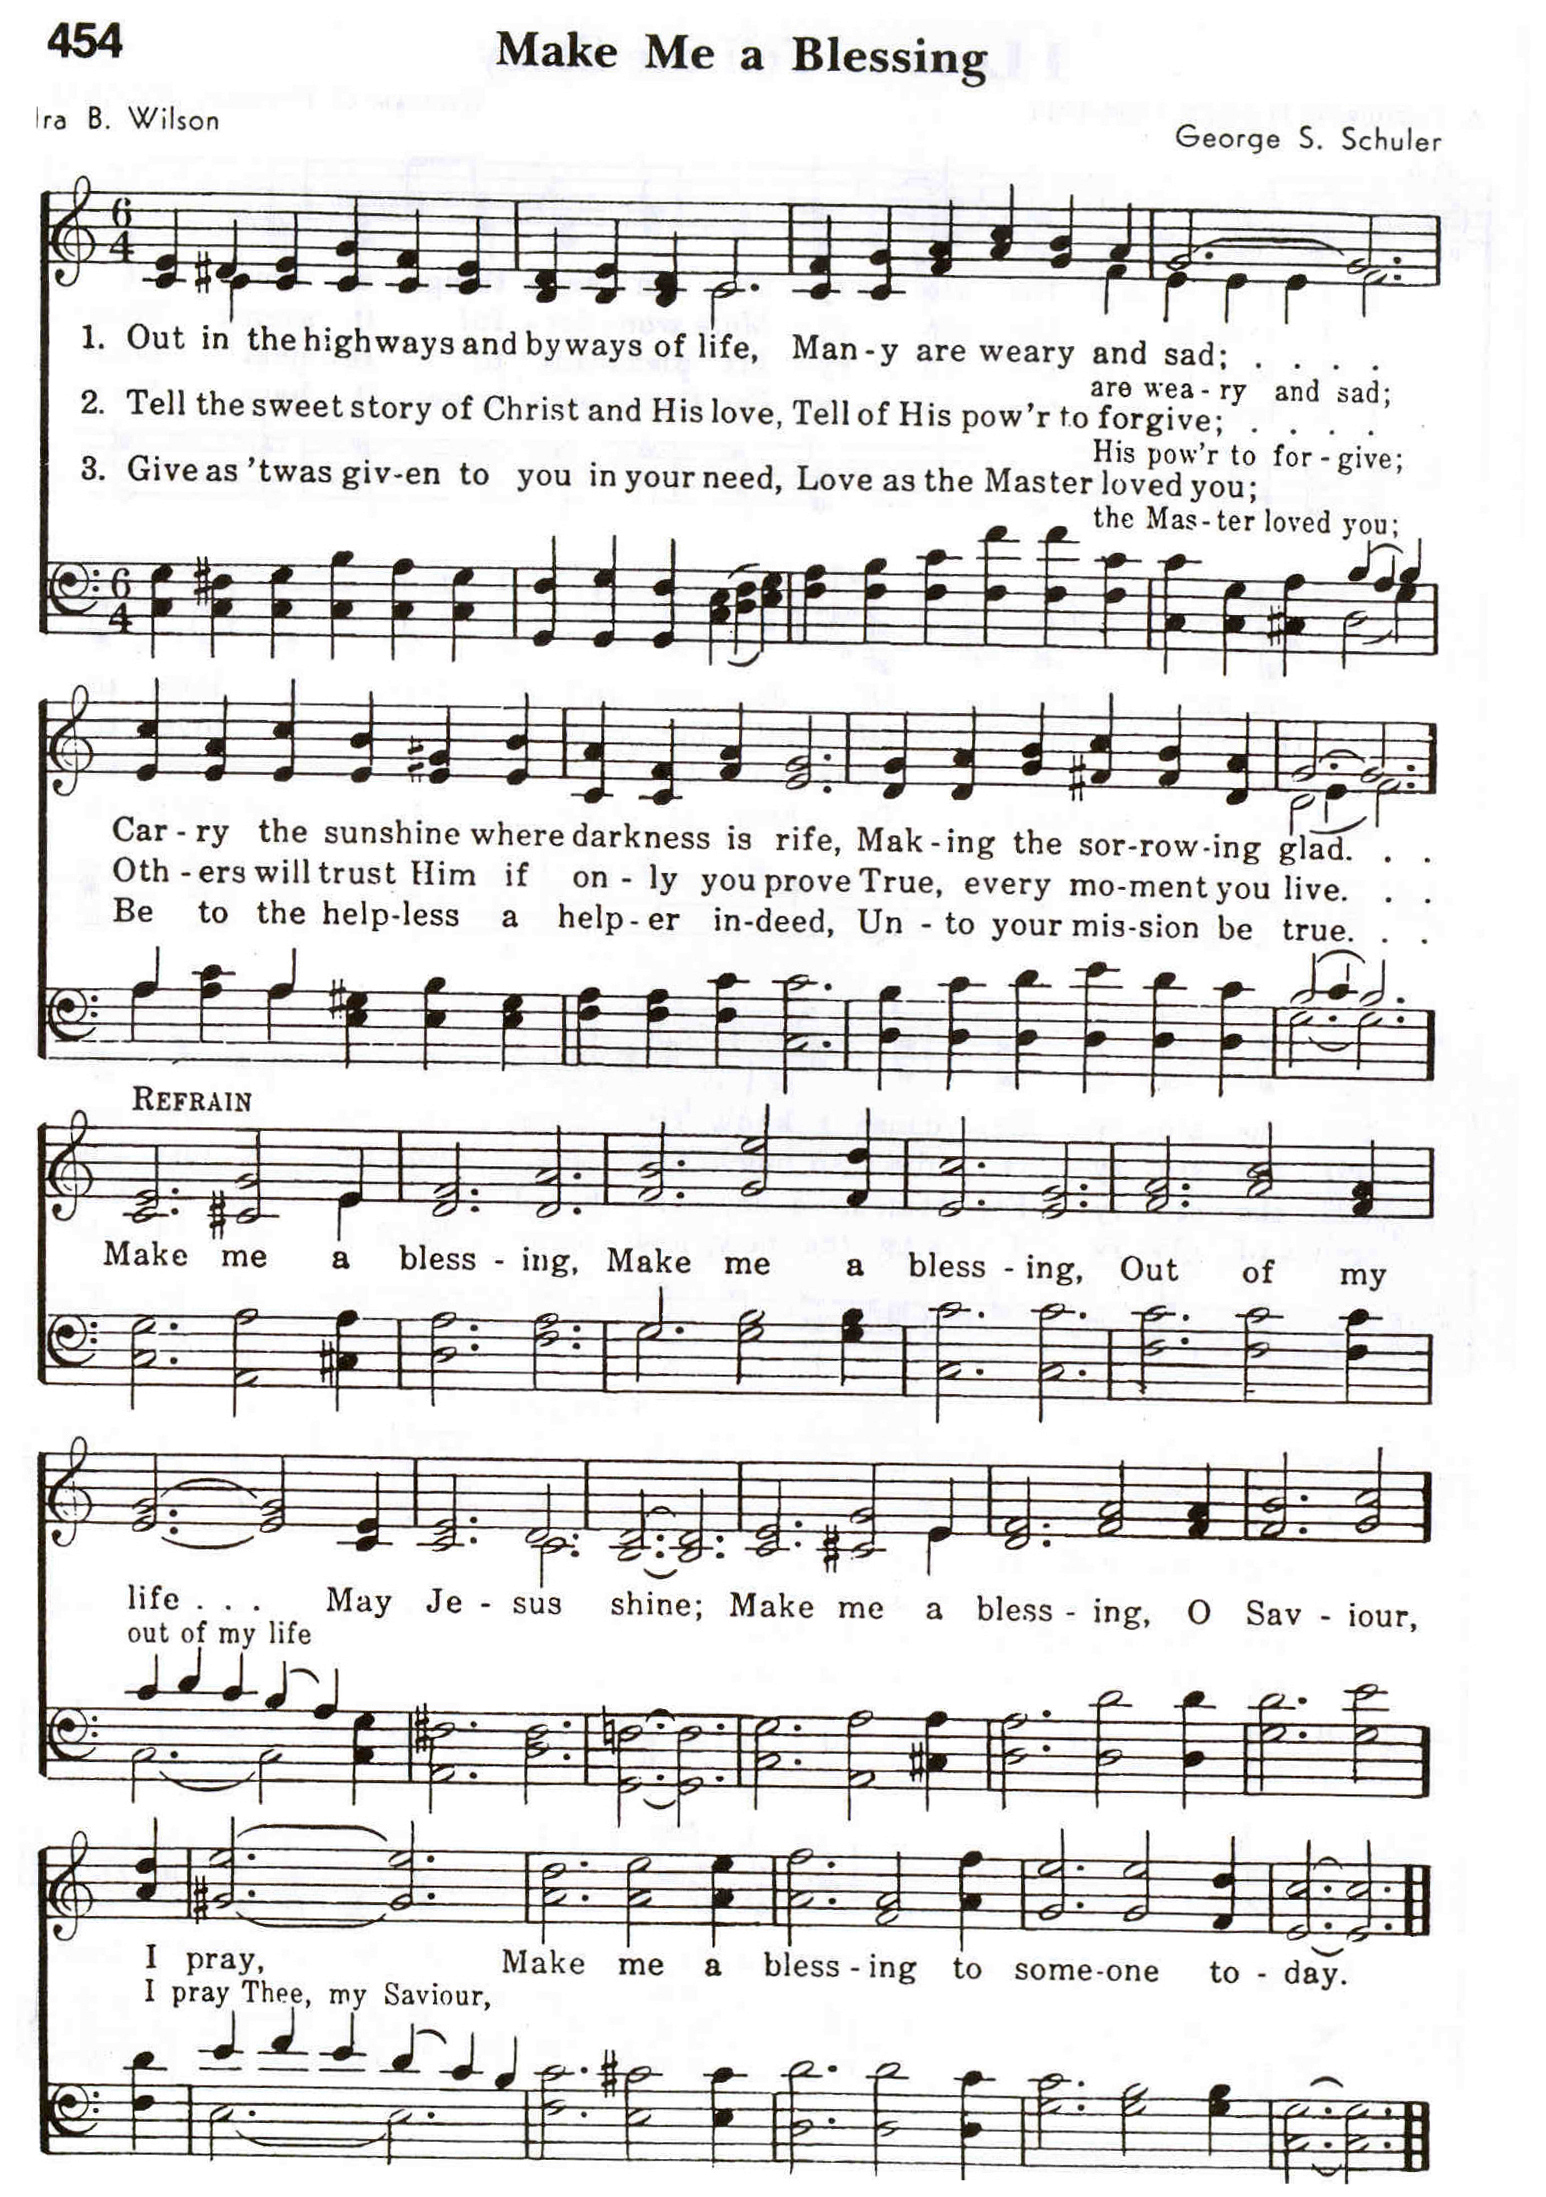 454
Make Me a Blessing
Ira B. Wilson
George S. Schuler
6
4
1. Out in the highways and byways of life, Man-y are weary and sad; . . . .
are wea-ry and sad;
2. Tell the sweet story of Christ and His love, Tell of His pow'r to forgive; . . . .
His pow'r to for-give;
3. Give as 'twas giv-en to you in your need, Love as the Master loved you;
the Mas-ter loved you;
6
4
Car-ry the sunshine where darkness is rife, Mak-ing the sor-row-ing glad. . .
Oth-ers will trust Him if on-ly you prove True, every mo-ment you live. . .
Be to the help-less a help-er in-deed, Un-to your mis-sion be true. . .
REFRAIN
Make me a bless-ing, Make me a bless-ing, Out of my
life . . . May Je-sus shine; Make me a bless-ing, O Sav-iour,
out of my life
I pray, Make me a bless-ing to some-one to-day.
I pray Thee, my Saviour,